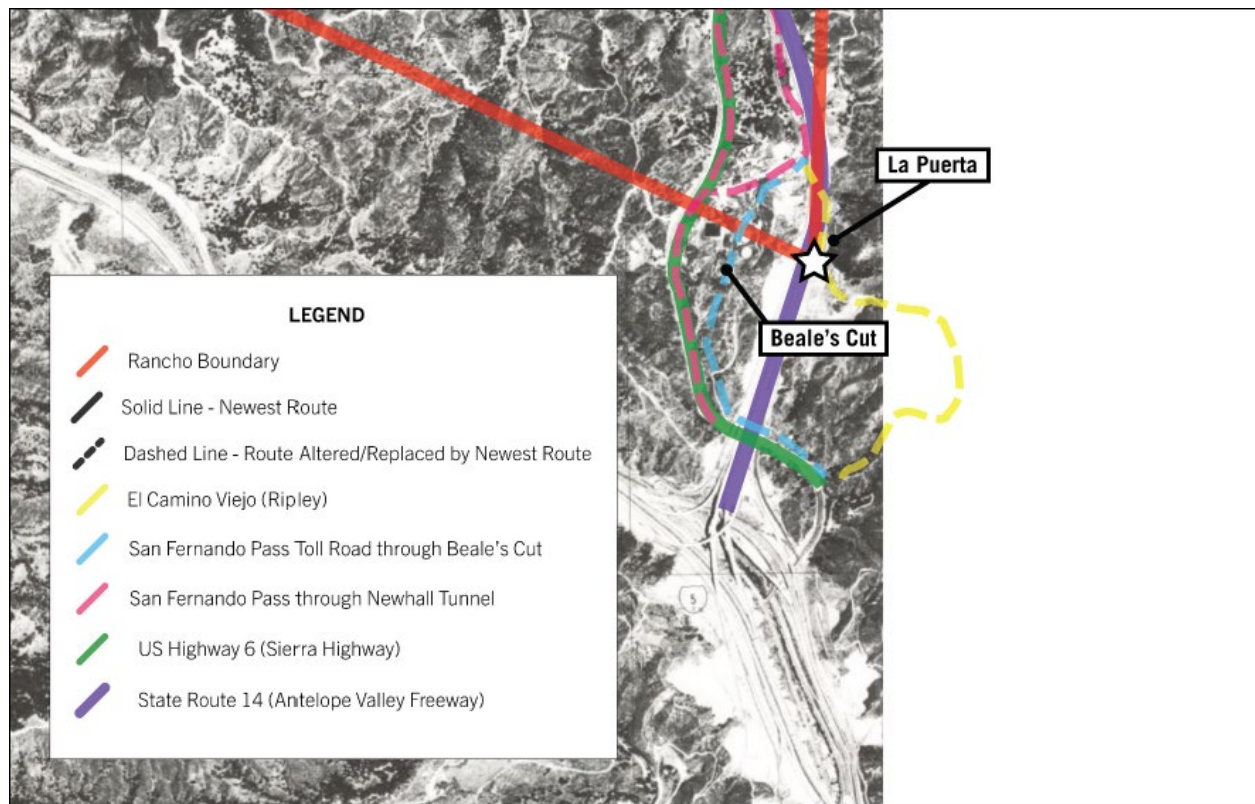 La Puerta
Beale's Cut
LEGEND
Rancho Boundary
Solid Line - Newest Route
Dashed Line - Route Altered/Replaced by Newest Route
El Camino Viejo (Ripley)
San Fernando Pass Toll Road through Beale's Cut
San Fernando Pass through Newhall Tunnel
US Highway 6 (Sierra Highway)
State Route 14 (Antelope Valley Freeway)
5